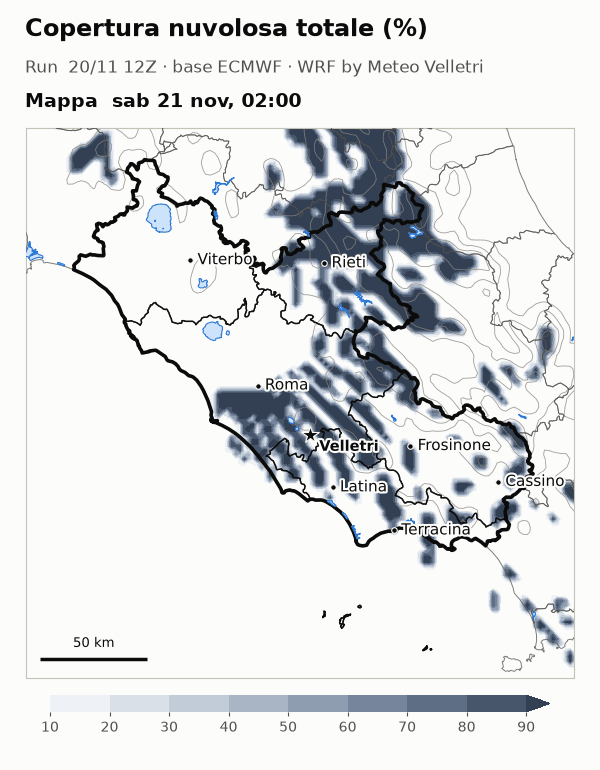 Copertura nuvolosa totale (%)
Run  20/11 12Z · base ECMWF · WRF by Meteo Velletri
Mappa  sab 21 nov, 02:00
Viterbo
Rieti
Roma
Velletri
Frosinone
Latina
Cassino
Terracina
50 km
10 20 30 40 50 60 70 80 90